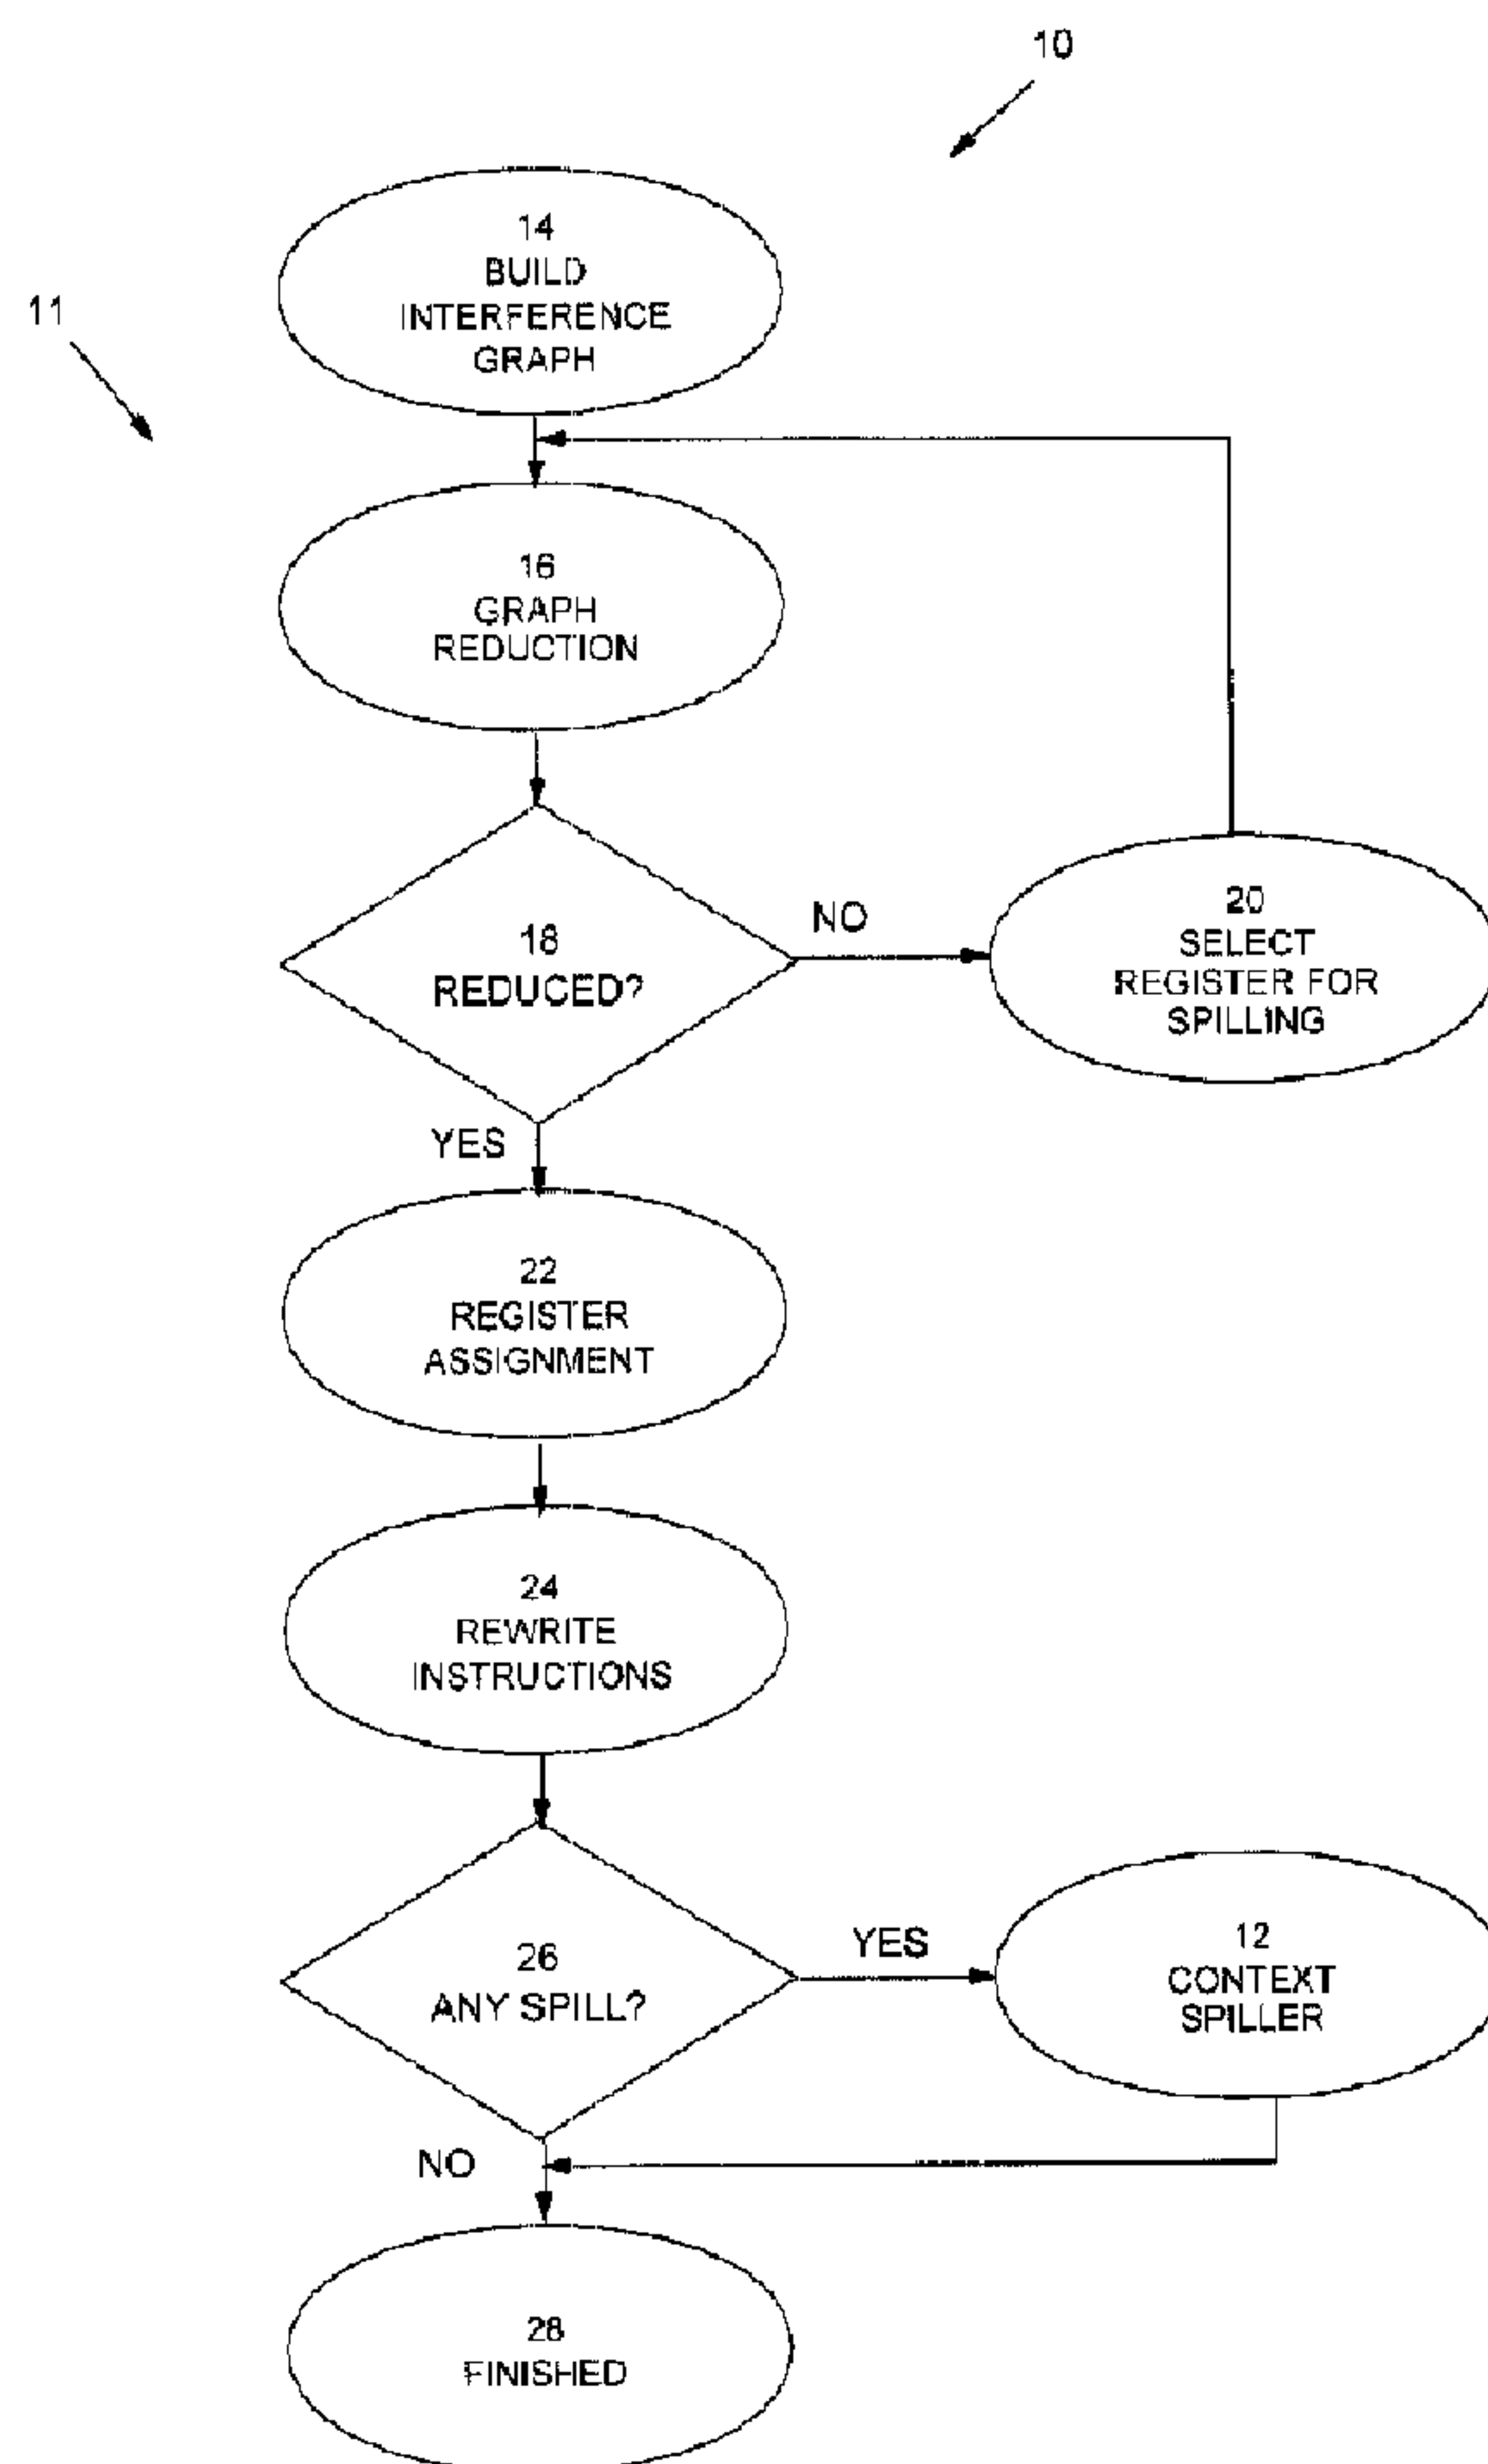 10
14
BUILD
INTERFERENCE
GRAPH
11
16
GRAPH
REDUCTION
18
REDUCED?
NO
20
SELECT
REGISTER FOR
SPILLING
YES
22
REGISTER
ASSIGNMENT
24
REWRITE
INSTRUCTIONS
26
ANY SPILL?
YES
12
CONTEXT
SPILLER
NO
28
FINISHED